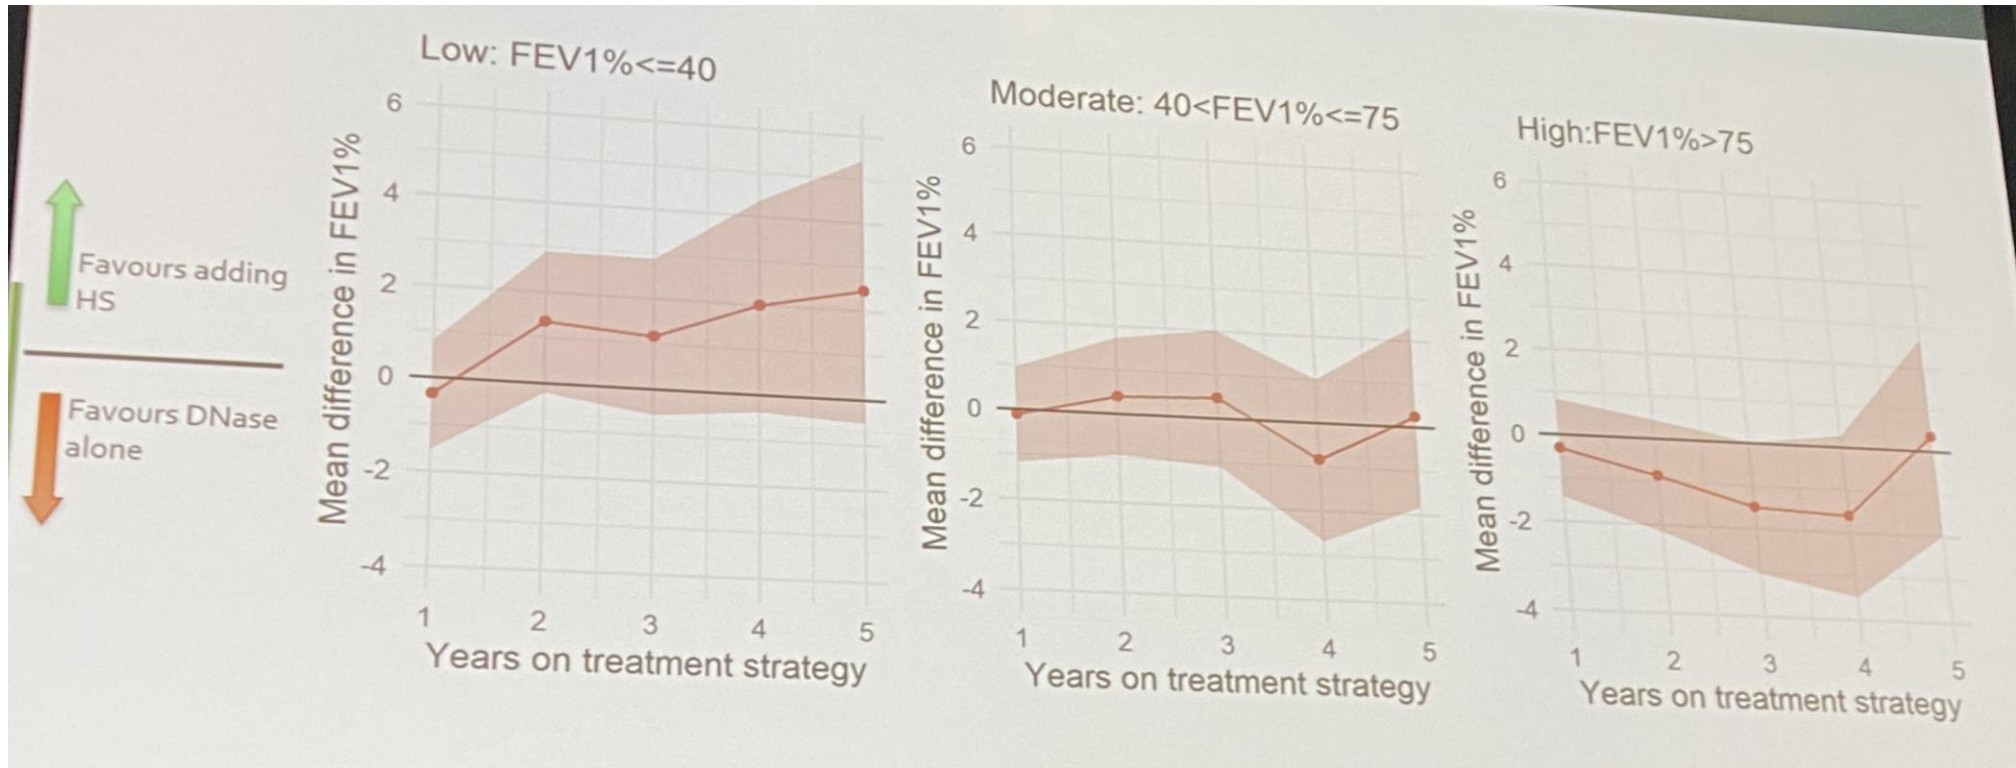 Favours adding
HS
Favours DNase
alone
Low: FEV1%<=40
Mean difference in FEV1%
6
4
2
0
-2
-4
1 2 3 4 5
Years on treatment strategy
Moderate: 40<FEV1%<=75
Mean difference in FEV1%
6
4
2
0
-2
-4
1 2 3 4 5
Years on treatment strategy
High:FEV1%>75
Mean difference in FEV1%
6
4
2
0
-2
-4
1 2 3 4 5
Years on treatment strategy